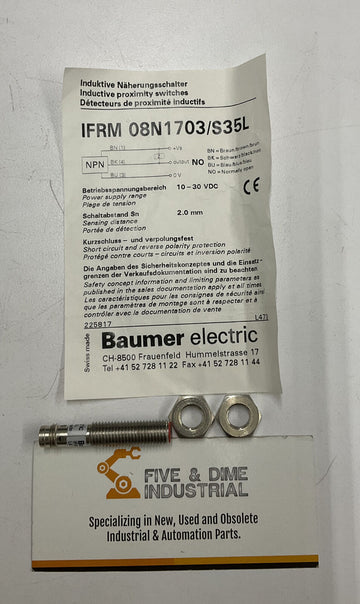 Induktive Näherungsschalter
Inductive proximity switches
Détecteurs de proximité inductifs
IFRM 08N1703/S35L
BN (1) +Vs
NPN BK (4) output NO
BU (3) 0 V
BN = Braun/brown/brun
BK = Schwarz/black/noir
BU = Blau/blue/bleu
NO = Normally open
Betriebsspannungsbereich 10-30 VDC
Power supply range
Plage de tension
CE
Schaltabstand Sn 2.0 mm
Sensing distance
Portée de détection
Kurzschluss- und verpolungsfest
Short circuit and reverse polarity protection
Protégé contre courts-circuits et inversion polarité
Die Angaben des Sicherheitskonzeptes und die Einsatz-
grenzen der Verkaufsdokumentation sind zu beachten
Safety concept information and limiting parameters as
published in the sales documentation apply at all times
Les caractéristiques pour les consignes de sécurité ainsi
que les paramètres de montage sont à respecter et à
contrôler avec la documentation de vente
225817 L471
Swiss made
Baumer electric
CH-8500 Frauenfeld Hummelstrasse 17
Tel +41 52 728 11 22 Fax +41 52 728 11 44
FIVE & DIME
INDUSTRIAL
Specializing in New, Used and Obsolete
Industrial & Automation Parts.